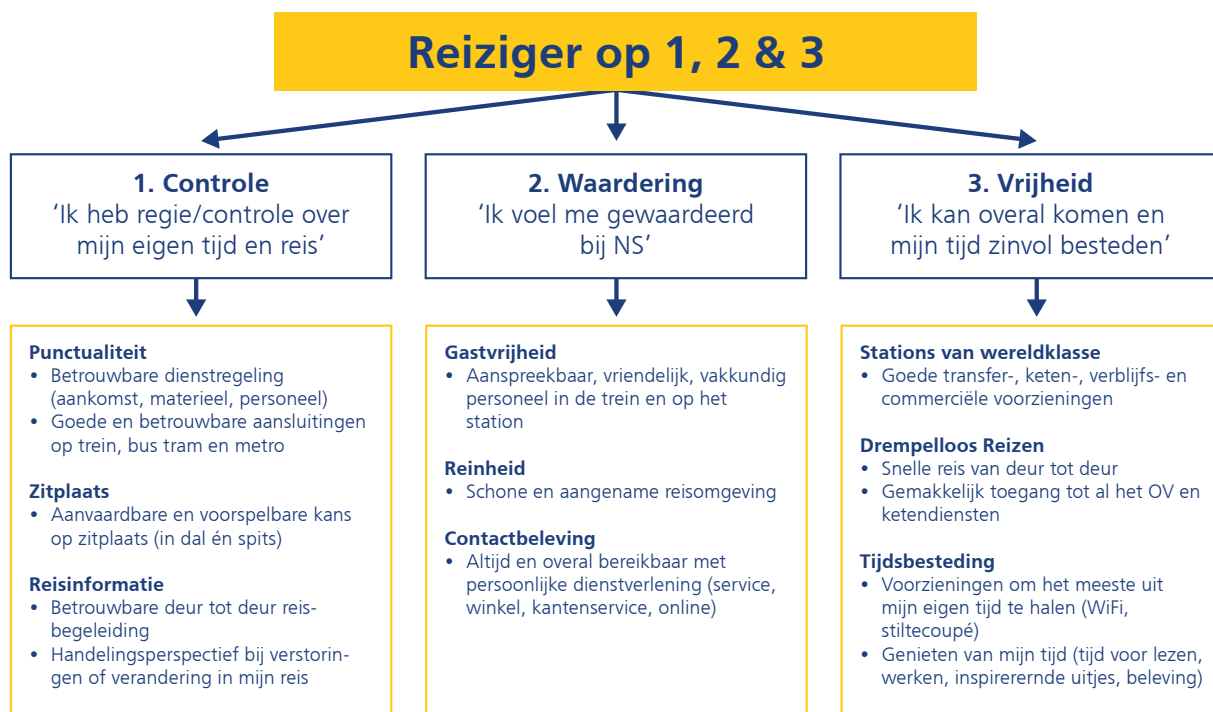 Reiziger op 1, 2 & 3
1. Controle
‘Ik heb regie/controle over
mijn eigen tijd en reis’
2. Waardering
‘Ik voel me gewaardeerd
bij NS’
3. Vrijheid
‘Ik kan overal komen en
mijn tijd zinvol besteden’
Punctualiteit
• Betrouwbare dienstregeling
(aankomst, materieel, personeel)
• Goede en betrouwbare aansluitingen
op trein, bus tram en metro
Zitplaats
• Aanvaardbare en voorspelbare kans
op zitplaats (in dal én spits)
Reisinformatie
• Betrouwbare deur tot deur reis-
begeleiding
• Handelingsperspectief bij verstorin-
gen of verandering in mijn reis
Gastvrijheid
• Aanspreekbaar, vriendelijk, vakkundig
personeel in de trein en op het
station
Reinheid
• Schone en aangename reisomgeving
Contactbeleving
• Altijd en overal bereikbaar met
persoonlijke dienstverlening (service,
winkel, kantenservice, online)
Stations van wereldklasse
• Goede transfer-, keten-, verblijfs- en
commerciële voorzieningen
Drempelloos Reizen
• Snelle reis van deur tot deur
• Gemakkelijk toegang tot al het OV en
ketendiensten
Tijdsbesteding
• Voorzieningen om het meeste uit
mijn eigen tijd te halen (WiFi,
stiltecoupé)
• Genieten van mijn tijd (tijd voor lezen,
werken, inspirerernde uitjes, beleving)